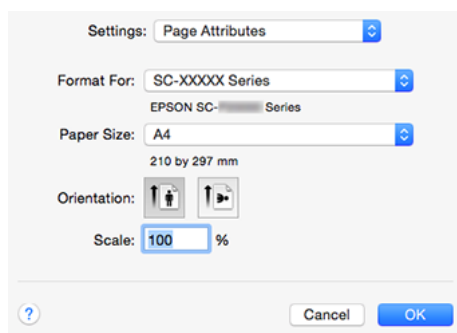 Settings: Page Attributes
Format For: SC-XXXXX Series
EPSON SC- Series
Paper Size: A4
210 by 297 mm
Orientation:
Scale: 100 %
? Cancel OK